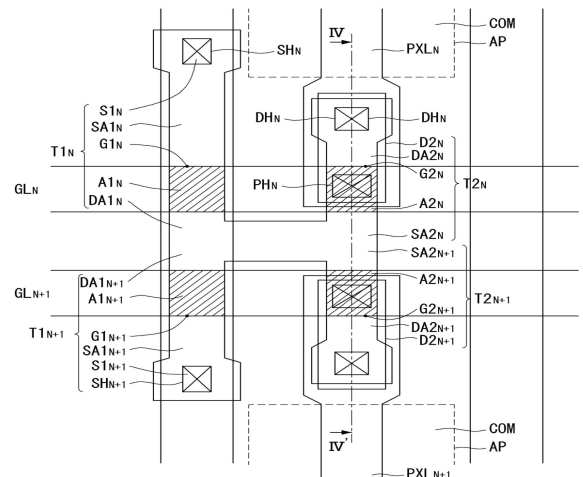 IV
COM
AP
PXLN
SHN
S1N
SA1N
G1N
T1N
A1N
DA1N
GLN
DHN
DHN
D2N
DA2N
G2N
T2N
PHN
A2N
SA2N
SA2N+1
DA1N+1
A1N+1
GLN+1
A2N+1
T2N+1
T1N+1
G1N+1
SA1N+1
S1N+1
SHN+1
G2N+1
DA2N+1
D2N+1
COM
AP
IV'
PXLN+1